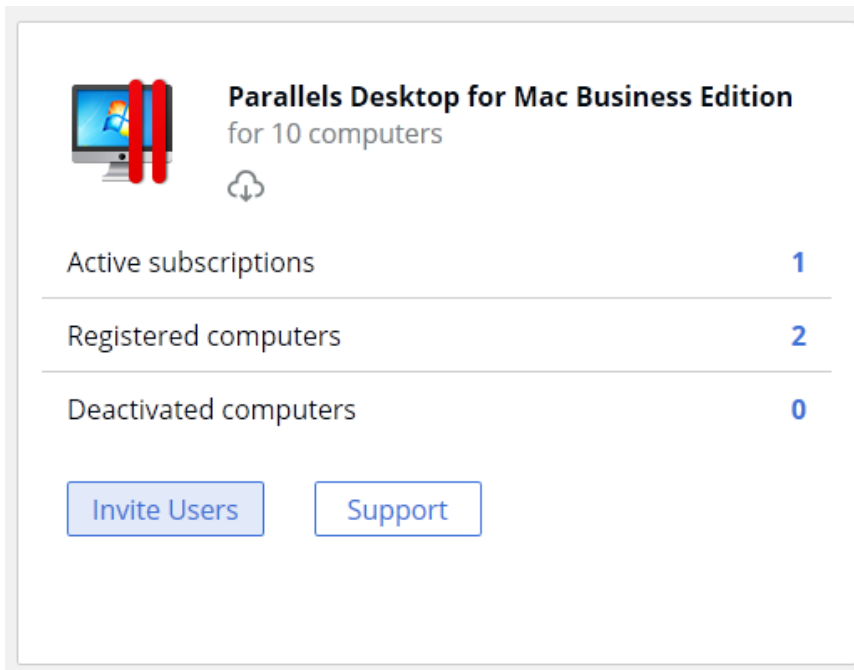 Parallels Desktop for Mac Business Edition
for 10 computers
Active subscriptions 1
Registered computers 2
Deactivated computers 0
Invite Users Support